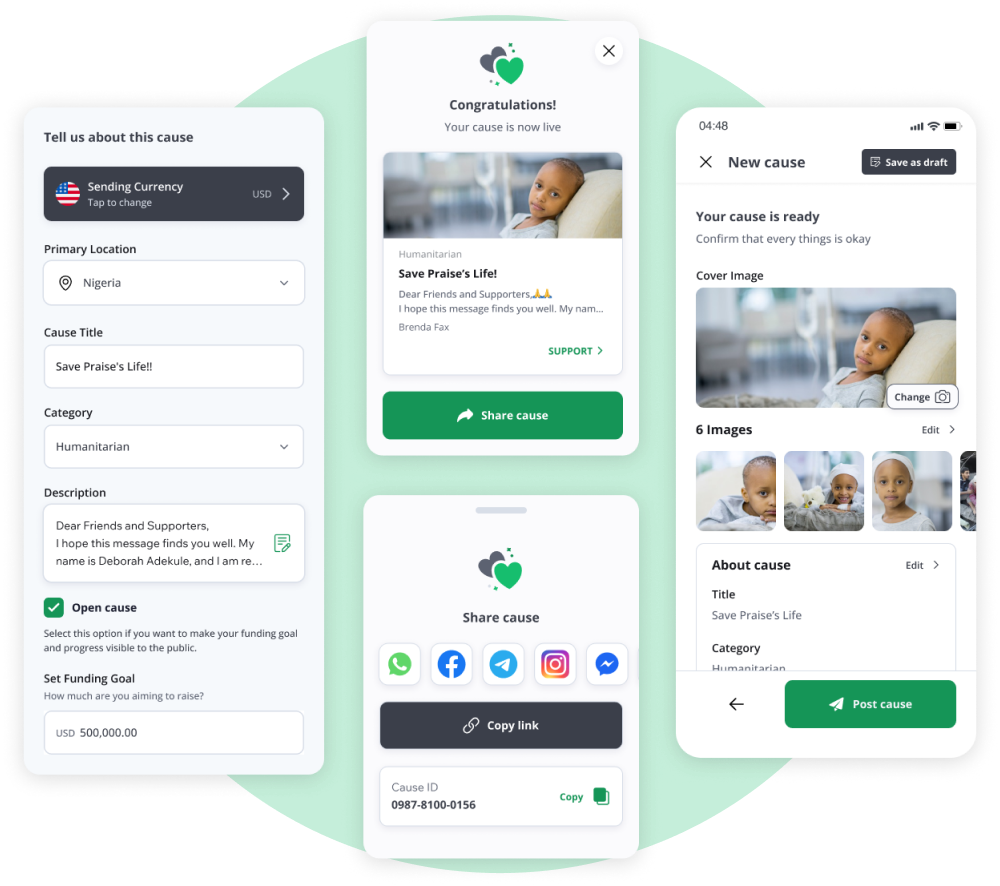 Tell us about this cause
Sending Currency
Tap to change
USD
Primary Location
Nigeria
Cause Title
Save Praise's Life!!
Category
Humanitarian
Description
Dear Friends and Supporters,
I hope this message finds you well. My
name is Deborah Adekule, and I am re...
Open cause
Select this option if you want to make your funding goal
and progress visible to the public.
Set Funding Goal
How much are you aiming to raise?
USD 500,000.00
Congratulations!
Your cause is now live
Humanitarian
Save Praise's Life!
Dear Friends and Supporters,🙏🙏
I hope this message finds you well. My nam...
Brenda Fax
SUPPORT
Share cause
Share cause
Copy link
Cause ID
0987-8100-0156
Copy
04:48
New cause
Save as draft
Your cause is ready
Confirm that every things is okay
Cover Image
Change
6 Images
Edit
About cause
Edit
Title
Save Praise's Life
Category
Humanitarian
Post cause